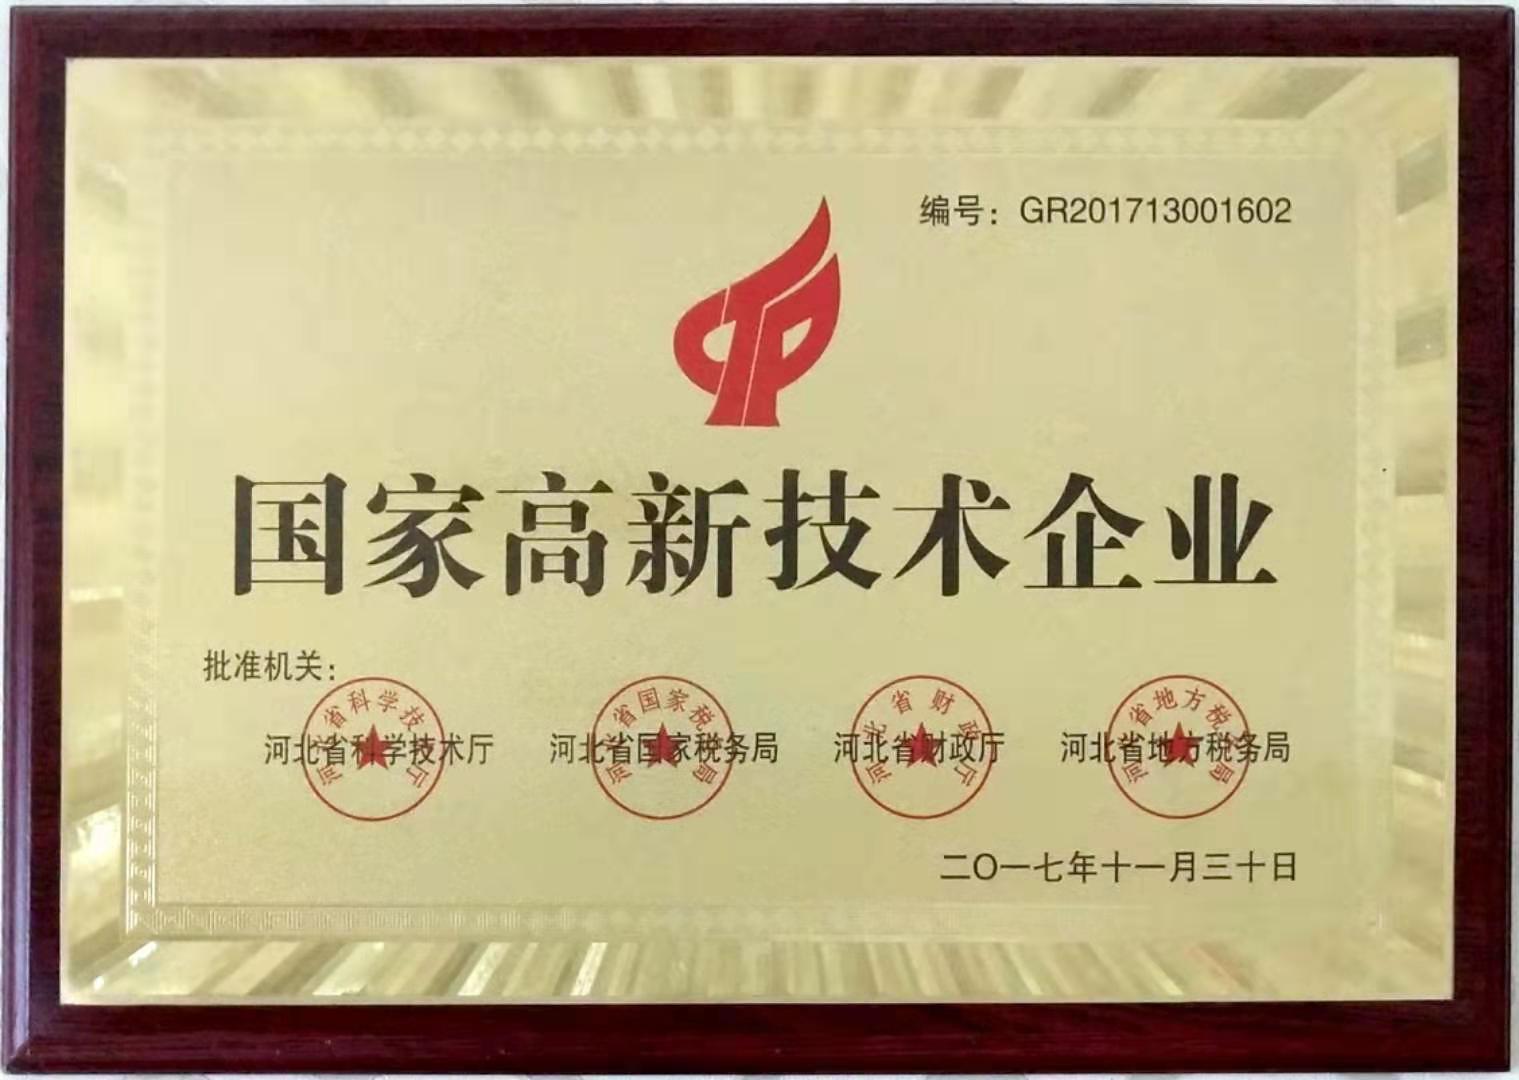 编号：GR201713001602
国家高新技术企业
批准机关：
河北省科学技术厅 河北省国家税务局 河北省财政厅 河北省地方税务局
二〇一七年十一月三十日